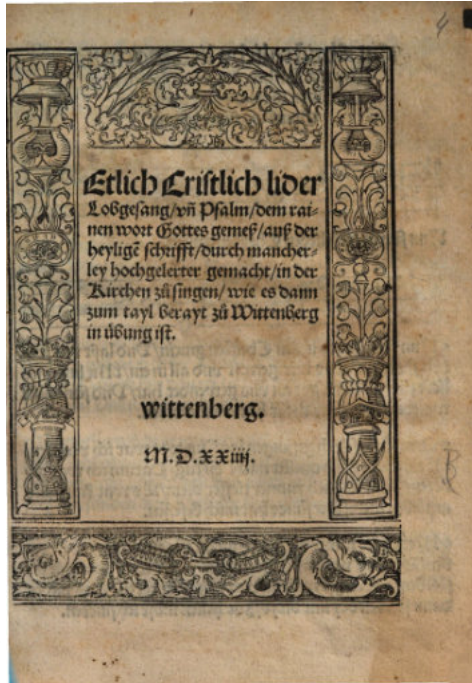 4
Etlich Cristlich lider
Lobgesang/vñ Psalm/dem rai-
nen wort Gottes gemeß/auß der
heyligē schrifft/durch mancher-
ley hochgelerter gemacht/in der
Kirchen zů singen/wie es dann
zum tayl berayt zů Wittenberg
in übung ist.
wittenberg.
M.D.XXiiij.